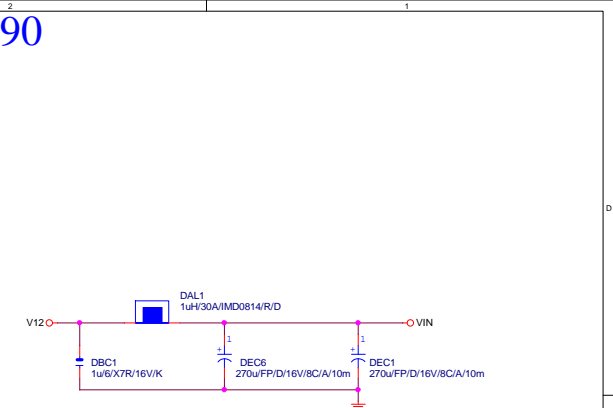 2 1
90
D
DAL1
1uH/30A/IMD0814/R/D
V12 VIN
1 1
+ +
DBC1 DEC6 DEC1
1u/6/X7R/16V/K 270u/FP/D/16V/8C/A/10m 270u/FP/D/16V/8C/A/10m